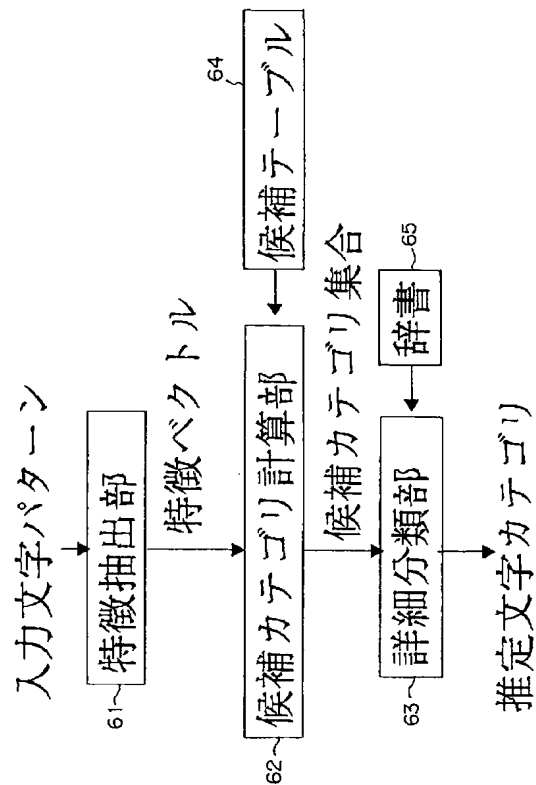 入力文字パターン
特徴抽出部
61
特徴ベクトル
候補テーブル
64
候補カテゴリ計算部
62
候補カテゴリ集合
辞書
65
詳細分類部
63
推定文字カテゴリ